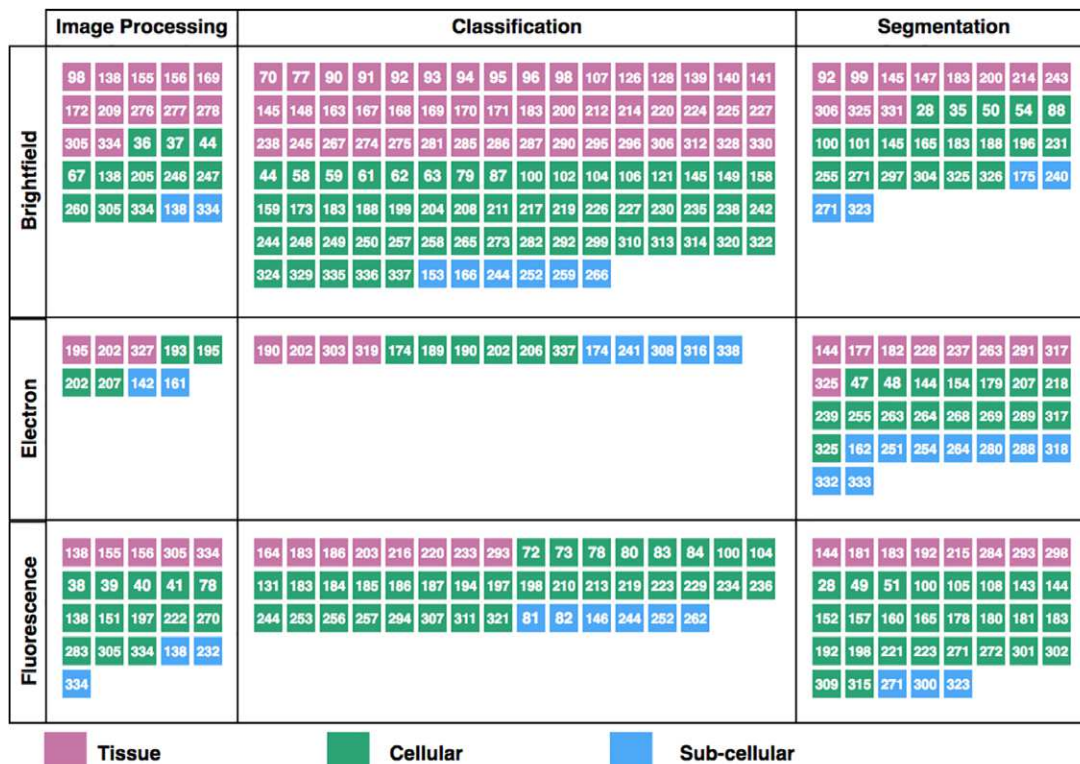 Image Processing Classification Segmentation
Brightfield
98 138 155 156 169
172 209 276 277 278
305 334 36 37 44
67 138 205 246 247
260 305 334 138 334
70 77 90 91 92 93 94 95 96 98 107 126 128 139 140 141
145 148 163 167 168 169 170 171 183 200 212 214 220 224 225 227
238 245 267 274 275 281 285 286 287 290 295 296 306 312 328 330
44 58 59 61 62 63 79 87 100 102 104 106 121 145 149 158
159 173 183 188 199 204 208 211 217 219 226 227 230 235 238 242
244 248 249 250 257 258 265 273 282 292 299 310 313 314 320 322
324 329 335 336 337 153 166 244 252 259 266
92 99 145 147 183 200 214 243
306 325 331 28 35 50 54 88
100 101 145 165 183 188 196 231
255 271 297 304 325 326 175 240
271 323
Electron
195 202 327 193 195
202 207 142 161
190 202 303 319 174 189 190 202 206 337 174 241 308 316 338
144 177 182 228 237 263 291 317
325 47 48 144 154 179 207 218
239 255 263 264 268 269 289 317
325 162 251 254 264 280 288 318
332 333
Fluorescence
138 155 156 305 334
38 39 40 41 78
138 151 197 222 270
283 305 334 138 232
334
164 183 186 203 216 220 233 293 72 73 78 80 83 84 100 104
131 183 184 185 186 187 194 197 198 210 213 219 223 229 234 236
244 253 256 257 294 307 311 321 81 82 146 244 252 262
144 181 183 192 215 284 293 298
28 49 51 100 105 108 143 144
152 157 160 165 178 180 181 183
192 198 221 223 271 272 301 302
309 315 271 300 323
Tissue Cellular Sub-cellular